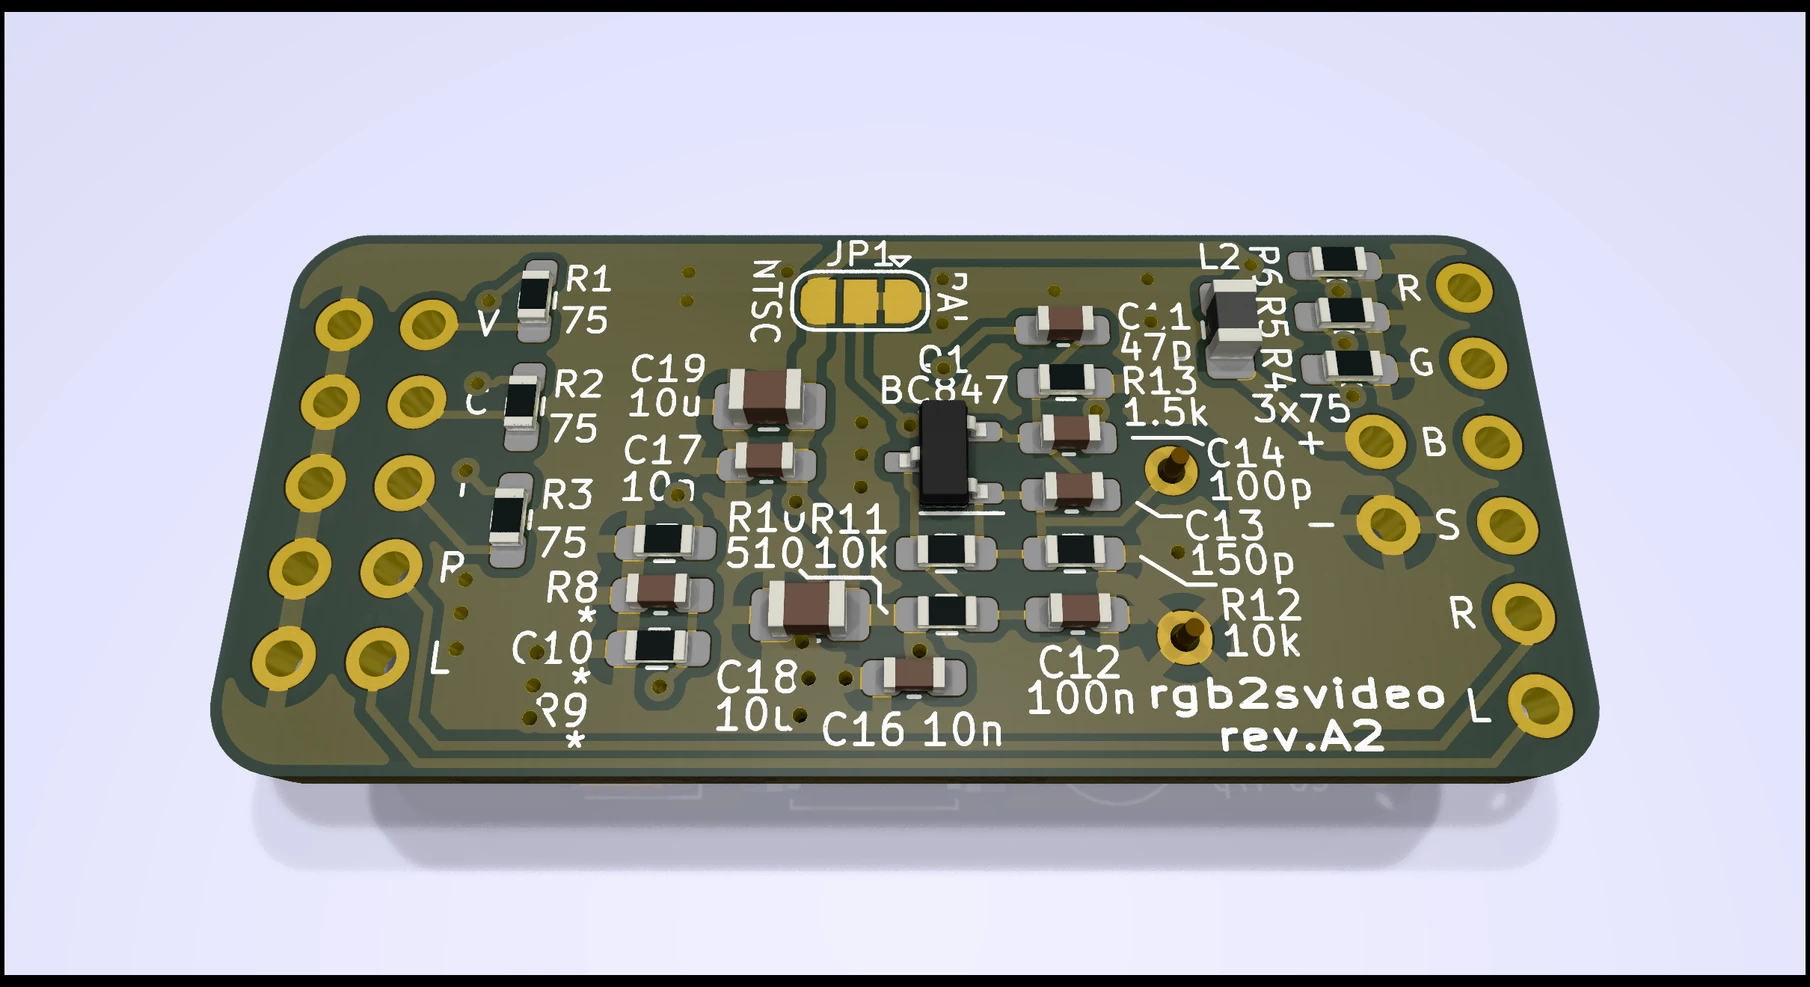 JP1
NTSC
R1
75
V
R2
75
C
R3
75
P
L
C19
10u
C17
R8
*
C10
*
R9
*
R10
510
R11
10k
C18
C16 10n
BC847
Q1
47p
R13
1.5k
C14
100p
C13
150p
R12
10k
C12
100n
L2
R5
R4
3x75
R
G
+
B
-
S
R
L
rgb2svideo
rev.A2